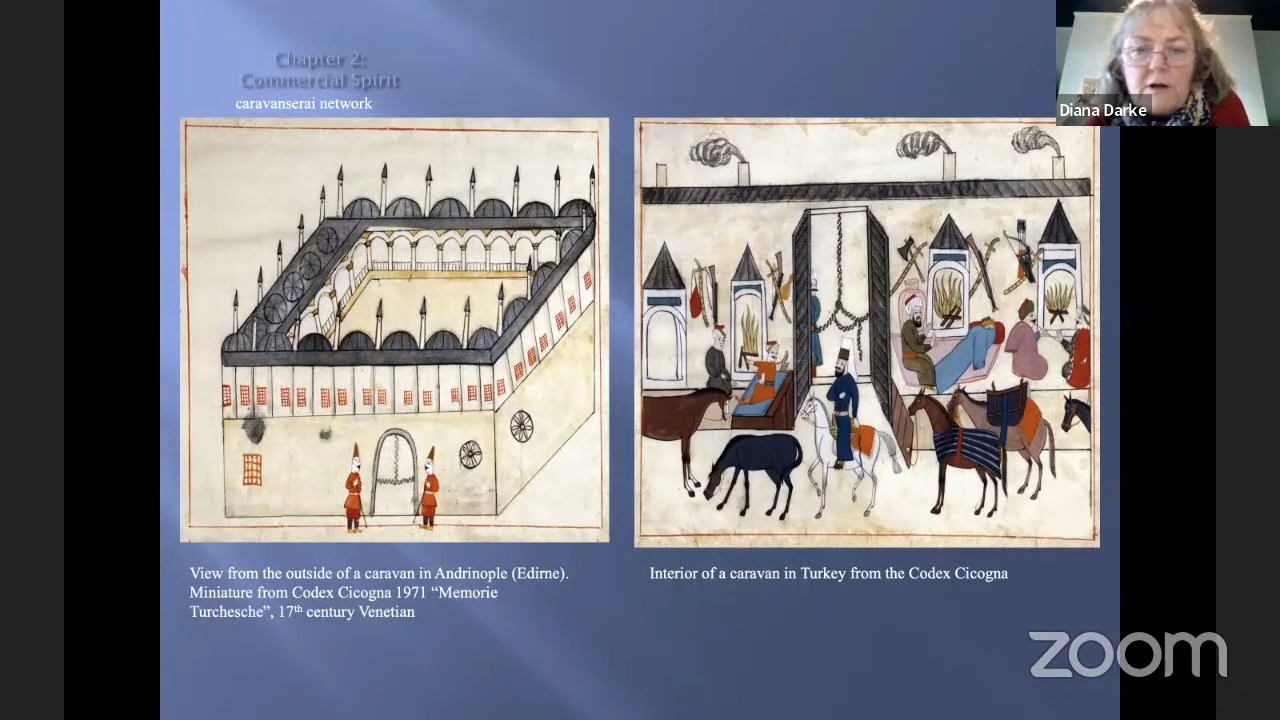 Chapter 2:
Commercial Spirit
caravanserai network
Diana Darke
View from the outside of a caravan in Andrinople (Edirne).
Miniature from Codex Cicogna 1971 “Memorie
Turchesche”, 17th century Venetian
Interior of a caravan in Turkey from the Codex Cicogna
zoom